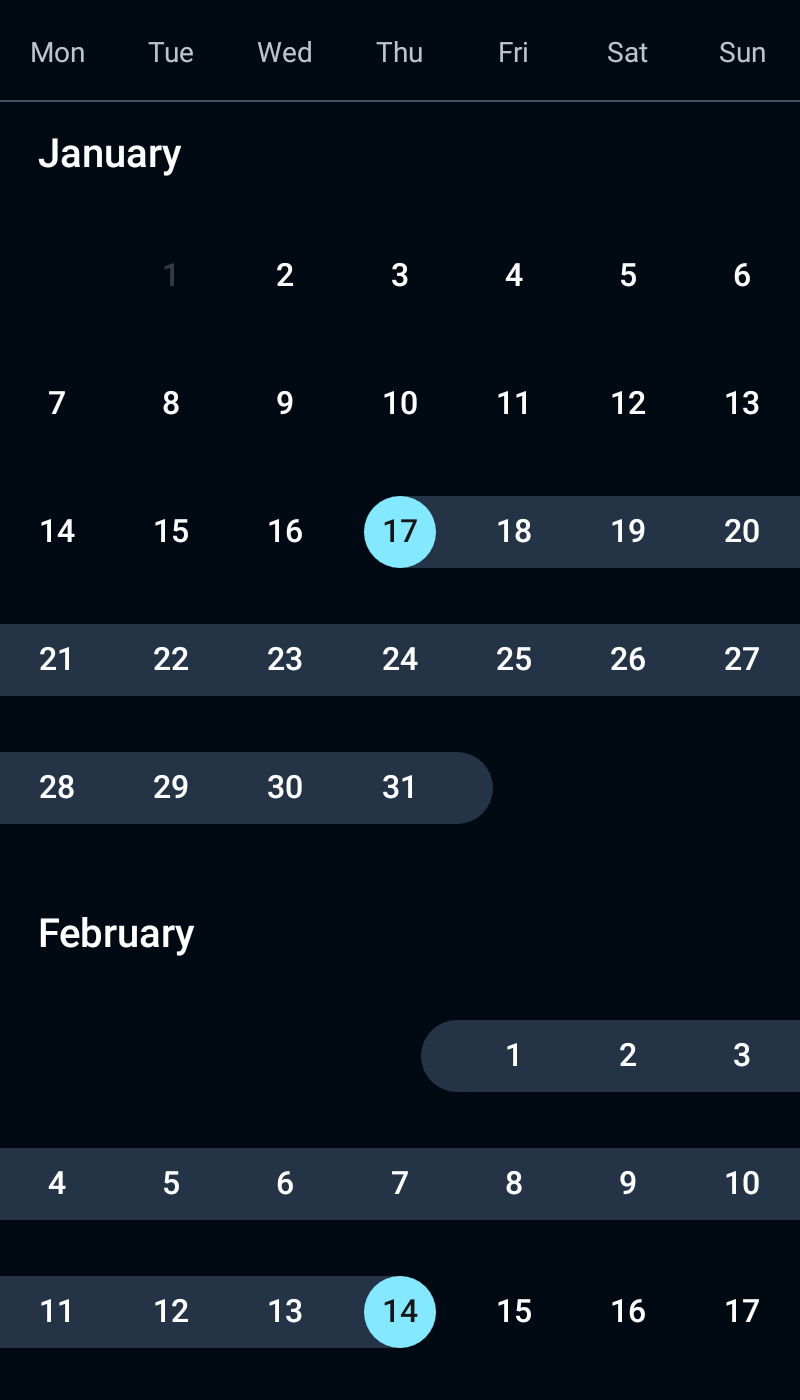 Mon Tue Wed Thu Fri Sat Sun
January
1 2 3 4 5 6
7 8 9 10 11 12 13
14 15 16 17 18 19 20
21 22 23 24 25 26 27
28 29 30 31
February
1 2 3
4 5 6 7 8 9 10
11 12 13 14 15 16 17